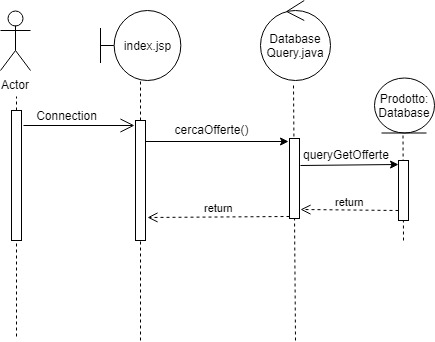 Actor
index.jsp
Database
Query.java
Prodotto:
Database
Connection
cercaOfferte()
queryGetOfferte
return
return